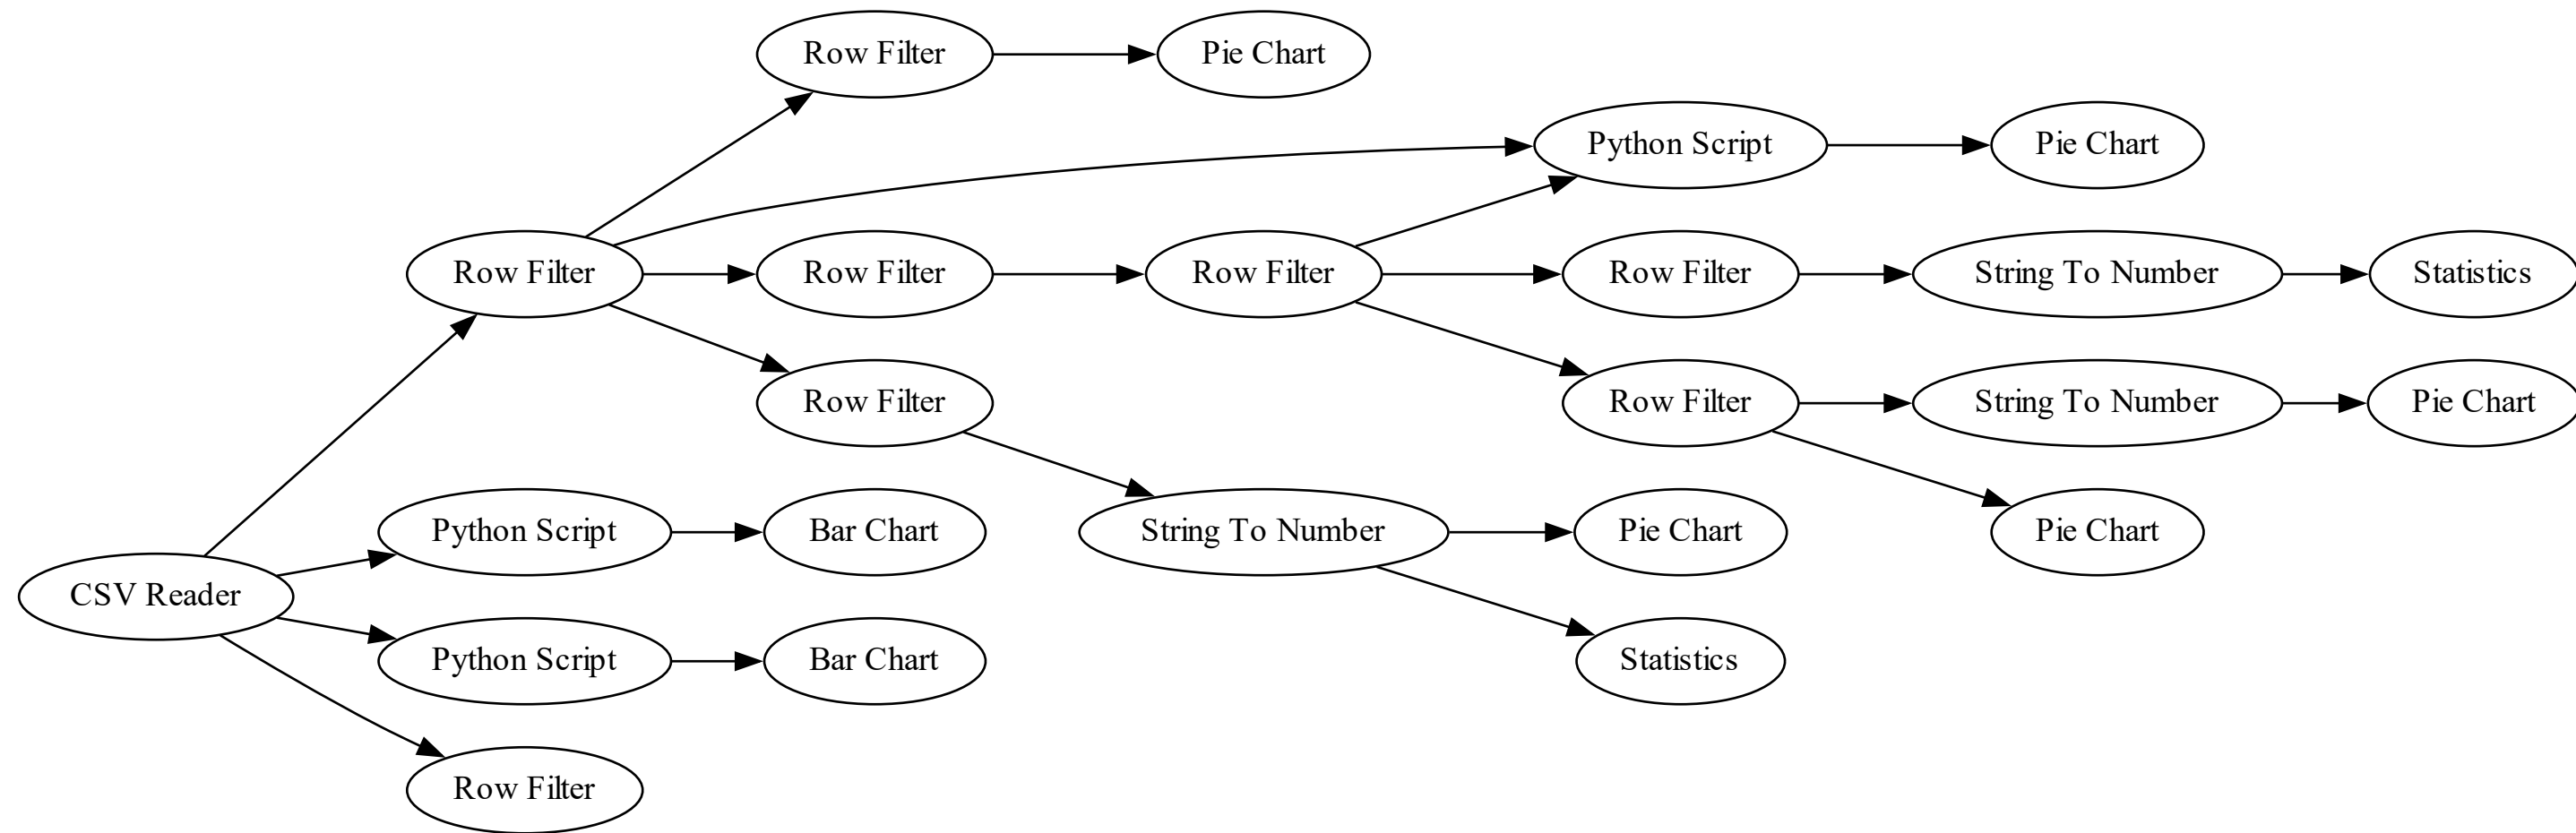 Row Filter
Pie Chart
Python Script
Pie Chart
Row Filter
Row Filter
Row Filter
Row Filter
String To Number
Statistics
Row Filter
Row Filter
String To Number
Pie Chart
Python Script
Bar Chart
String To Number
Pie Chart
Pie Chart
CSV Reader
Python Script
Bar Chart
Statistics
Row Filter